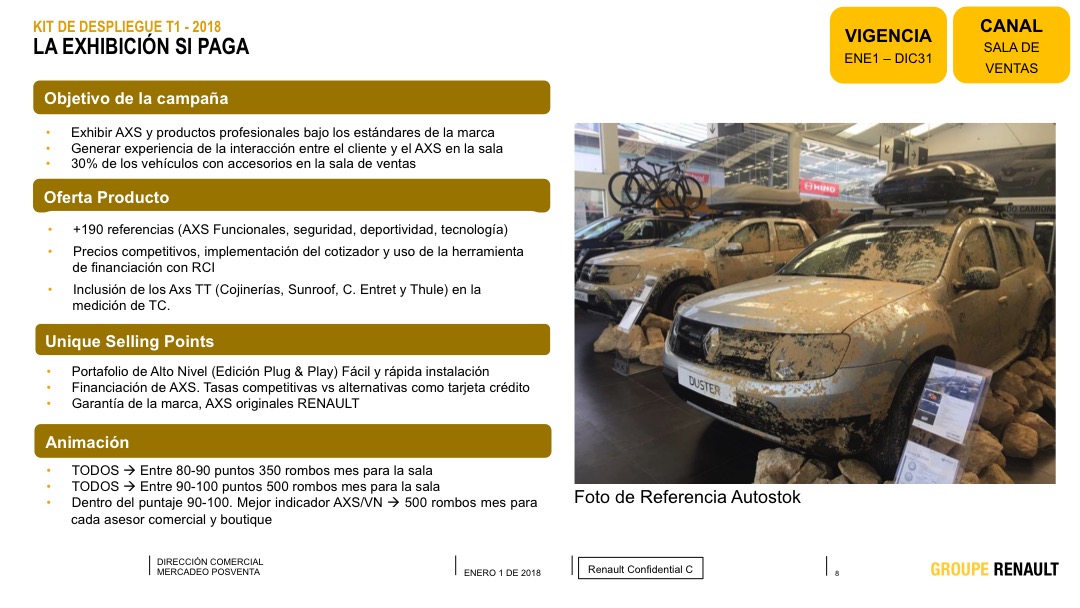 KIT DE DESPLIEGUE T1 - 2018
LA EXHIBICIÓN SI PAGA
VIGENCIA
ENE1 – DIC31
CANAL
SALA DE
VENTAS
Objetivo de la campaña
• Exhibir AXS y productos profesionales bajo los estándares de la marca
• Generar experiencia de la interacción entre el cliente y el AXS en la sala
• 30% de los vehículos con accesorios en la sala de ventas
Oferta Producto
• +190 referencias (AXS Funcionales, seguridad, deportividad, tecnología)
• Precios competitivos, implementación del cotizador y uso de la herramienta
de financiación con RCI
• Inclusión de los Axs TT (Cojinerías, Sunroof, C. Entret y Thule) en la
medición de TC.
Unique Selling Points
• Portafolio de Alto Nivel (Edición Plug & Play) Fácil y rápida instalación
• Financiación de AXS. Tasas competitivas vs alternativas como tarjeta crédito
• Garantía de la marca, AXS originales RENAULT
Animación
• TODOS → Entre 80-90 puntos 350 rombos mes para la sala
• TODOS → Entre 90-100 puntos 500 rombos mes para la sala
• Dentro del puntaje 90-100. Mejor indicador AXS/VN → 500 rombos mes para
cada asesor comercial y boutique
HINO
DUSTER
Foto de Referencia Autostok
DIRECCIÓN COMERCIAL
MERCADEO POSVENTA
ENERO 1 DE 2018
Renault Confidential C
8
GROUPE RENAULT